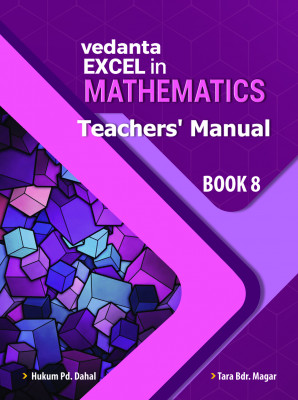 vedanta
EXCEL in
MATHEMATICS
Teachers' Manual
BOOK 8
Hukum Pd. Dahal
Tara Bdr. Magar